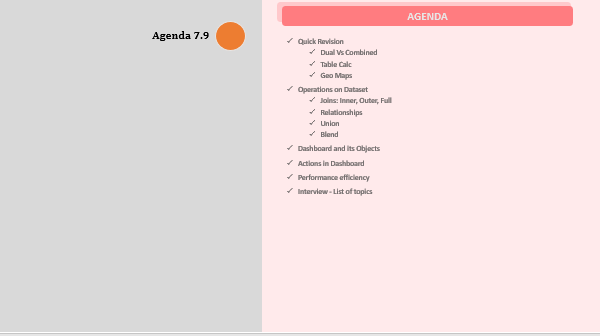 Agenda 7.9
AGENDA
✓ Quick Revision
✓ Dual Vs Combined
✓ Table Calc
✓ Geo Maps
✓ Operations on Dataset
✓ Joins: Inner, Outer, Full
✓ Relationships
✓ Union
✓ Blend
✓ Dashboard and its Objects
✓ Actions in Dashboard
✓ Performance efficiency
✓ Interview - List of topics